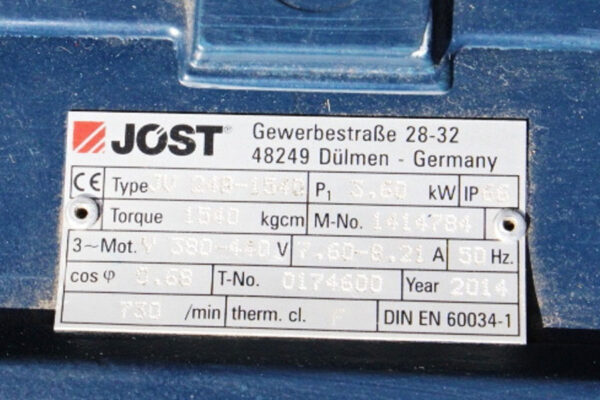 JÖST® Gewerbestraße 28-32
48249 Dülmen - Germany
CE Type JV 248-1540 P1 3.60 kW IP 66
Torque 1540 kgcm M-No. 1414784
3~Mot. Y 380-440 V 7.60-8.21 A 50 Hz.
cos φ 0.68 T-No. 0174600 Year 2014
730 /min therm. cl. F DIN EN 60034-1